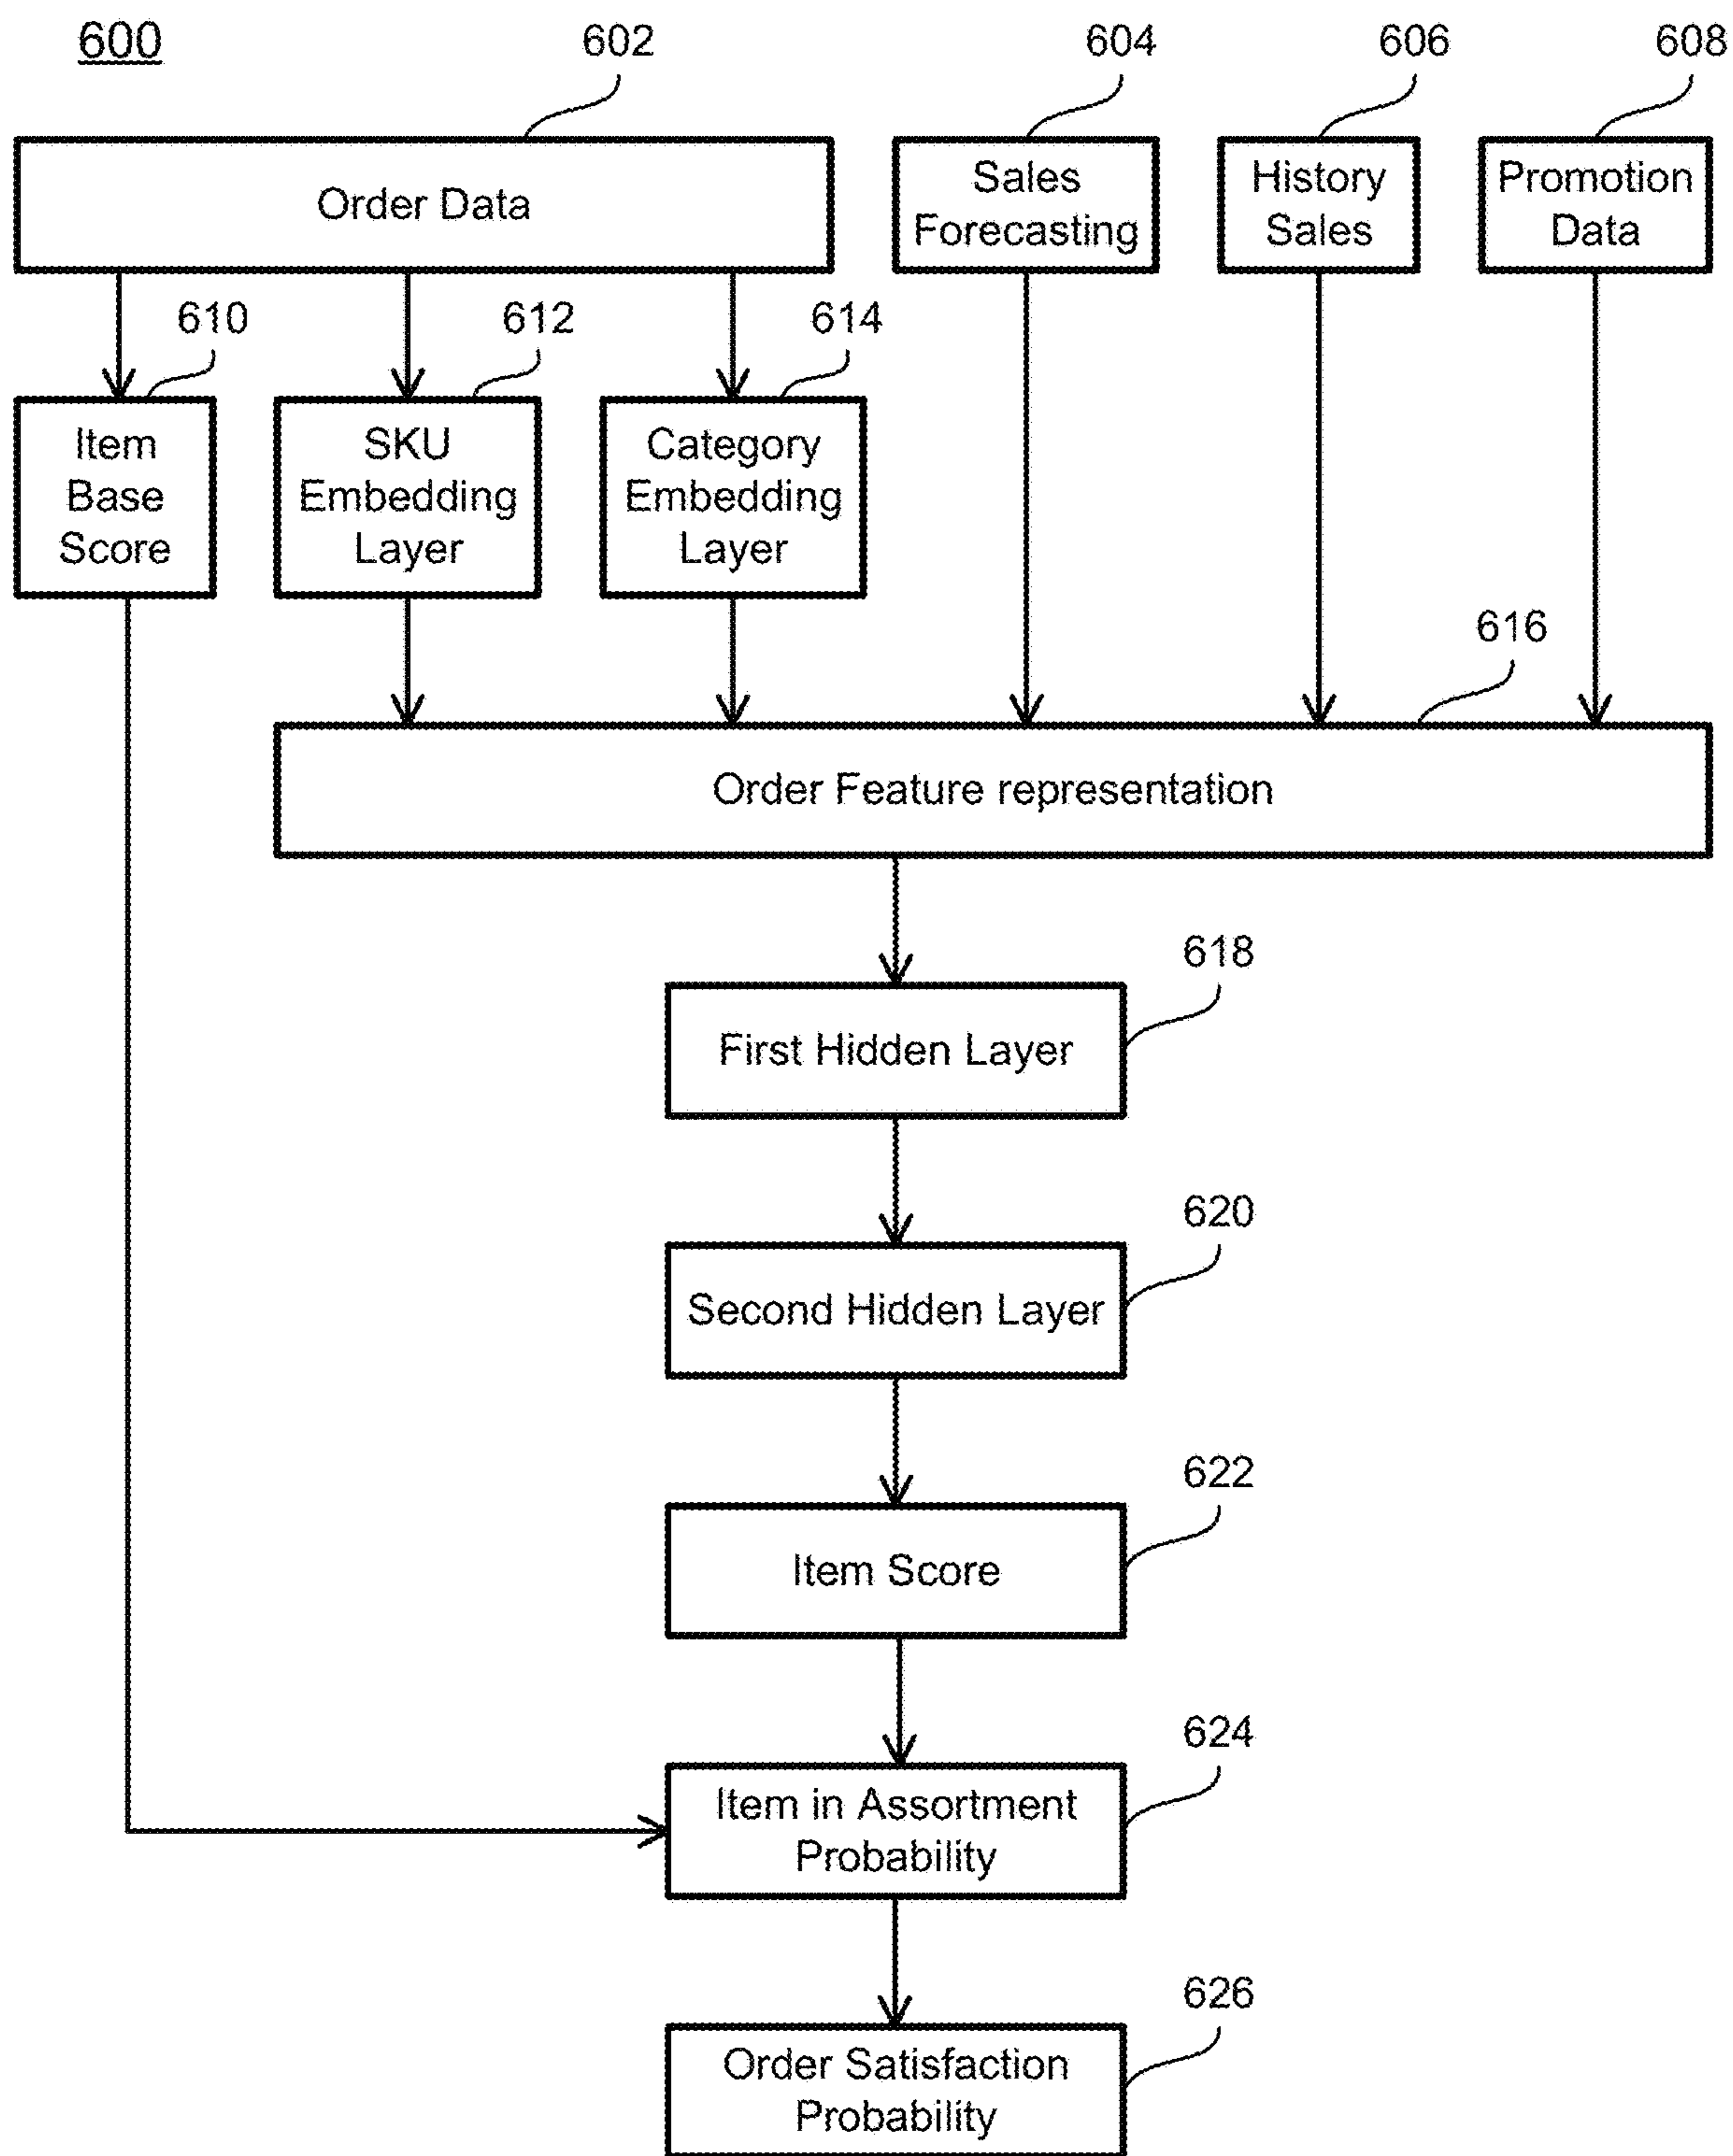 600
602
604
606
608
Order Data
Sales
Forecasting
History
Sales
Promotion
Data
610
612
614
Item
Base
Score
SKU
Embedding
Layer
Category
Embedding
Layer
616
Order Feature representation
618
First Hidden Layer
620
Second Hidden Layer
622
Item Score
624
Item in Assortment
Probability
626
Order Satisfaction
Probability